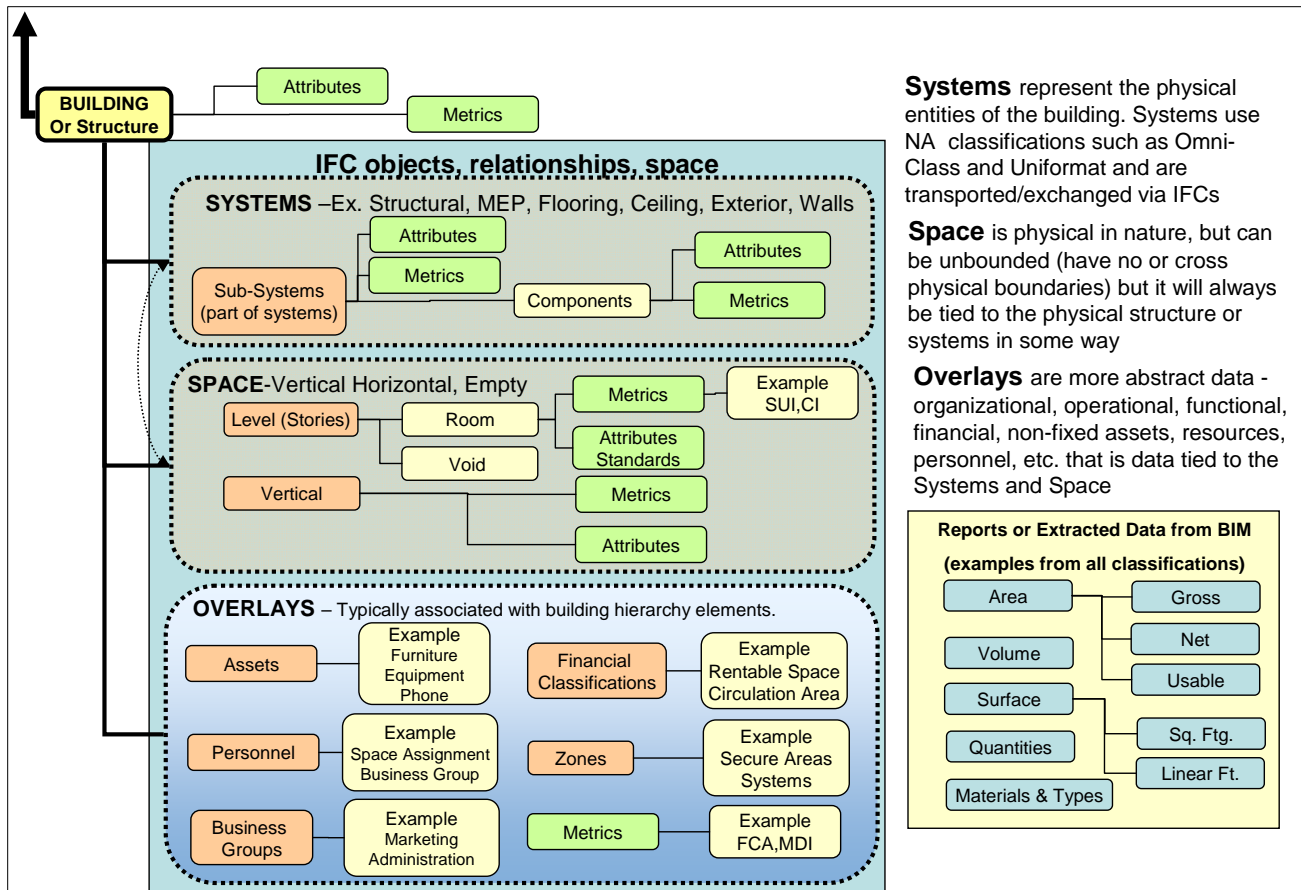 BUILDING
Or Structure
Attributes
Metrics
IFC objects, relationships, space
SYSTEMS –Ex. Structural, MEP, Flooring, Ceiling, Exterior, Walls
Attributes
Metrics
Sub-Systems
(part of systems)
Components
Attributes
Metrics
SPACE-Vertical Horizontal, Empty
Level (Stories)
Room
Void
Metrics
Example
SUI,CI
Attributes
Standards
Vertical
Metrics
Attributes
OVERLAYS – Typically associated with building hierarchy elements.
Assets
Example
Furniture
Equipment
Phone
Financial
Classifications
Example
Rentable Space
Circulation Area
Personnel
Example
Space Assignment
Business Group
Zones
Example
Secure Areas
Systems
Business
Groups
Example
Marketing
Administration
Metrics
Example
FCA,MDI
Systems represent the physical
entities of the building. Systems use
NA classifications such as Omni-
Class and Uniformat and are
transported/exchanged via IFCs
Space is physical in nature, but can
be unbounded (have no or cross
physical boundaries) but it will always
be tied to the physical structure or
systems in some way
Overlays are more abstract data -
organizational, operational, functional,
financial, non-fixed assets, resources,
personnel, etc. that is data tied to the
Systems and Space
Reports or Extracted Data from BIM
(examples from all classifications)
Area
Gross
Net
Usable
Volume
Surface
Sq. Ftg.
Linear Ft.
Quantities
Materials & Types